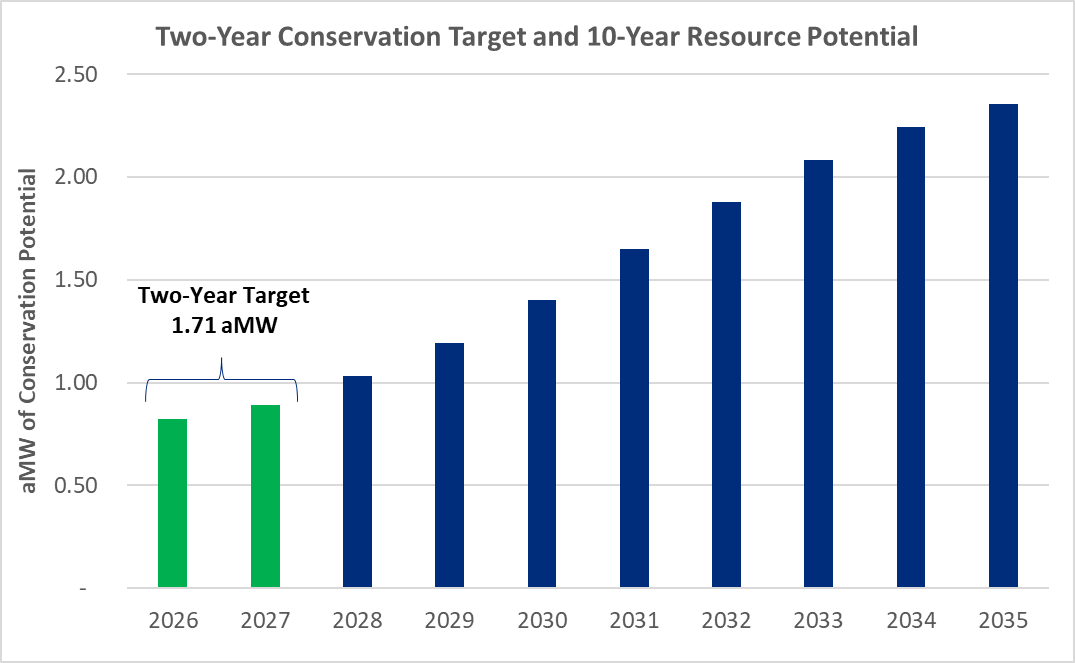 Two-Year Conservation Target and 10-Year Resource Potential
2.50
2.00
1.50
1.00
0.50
-
aMW of Conservation Potential
Two-Year Target
1.71 aMW
2026 2027 2028 2029 2030 2031 2032 2033 2034 2035